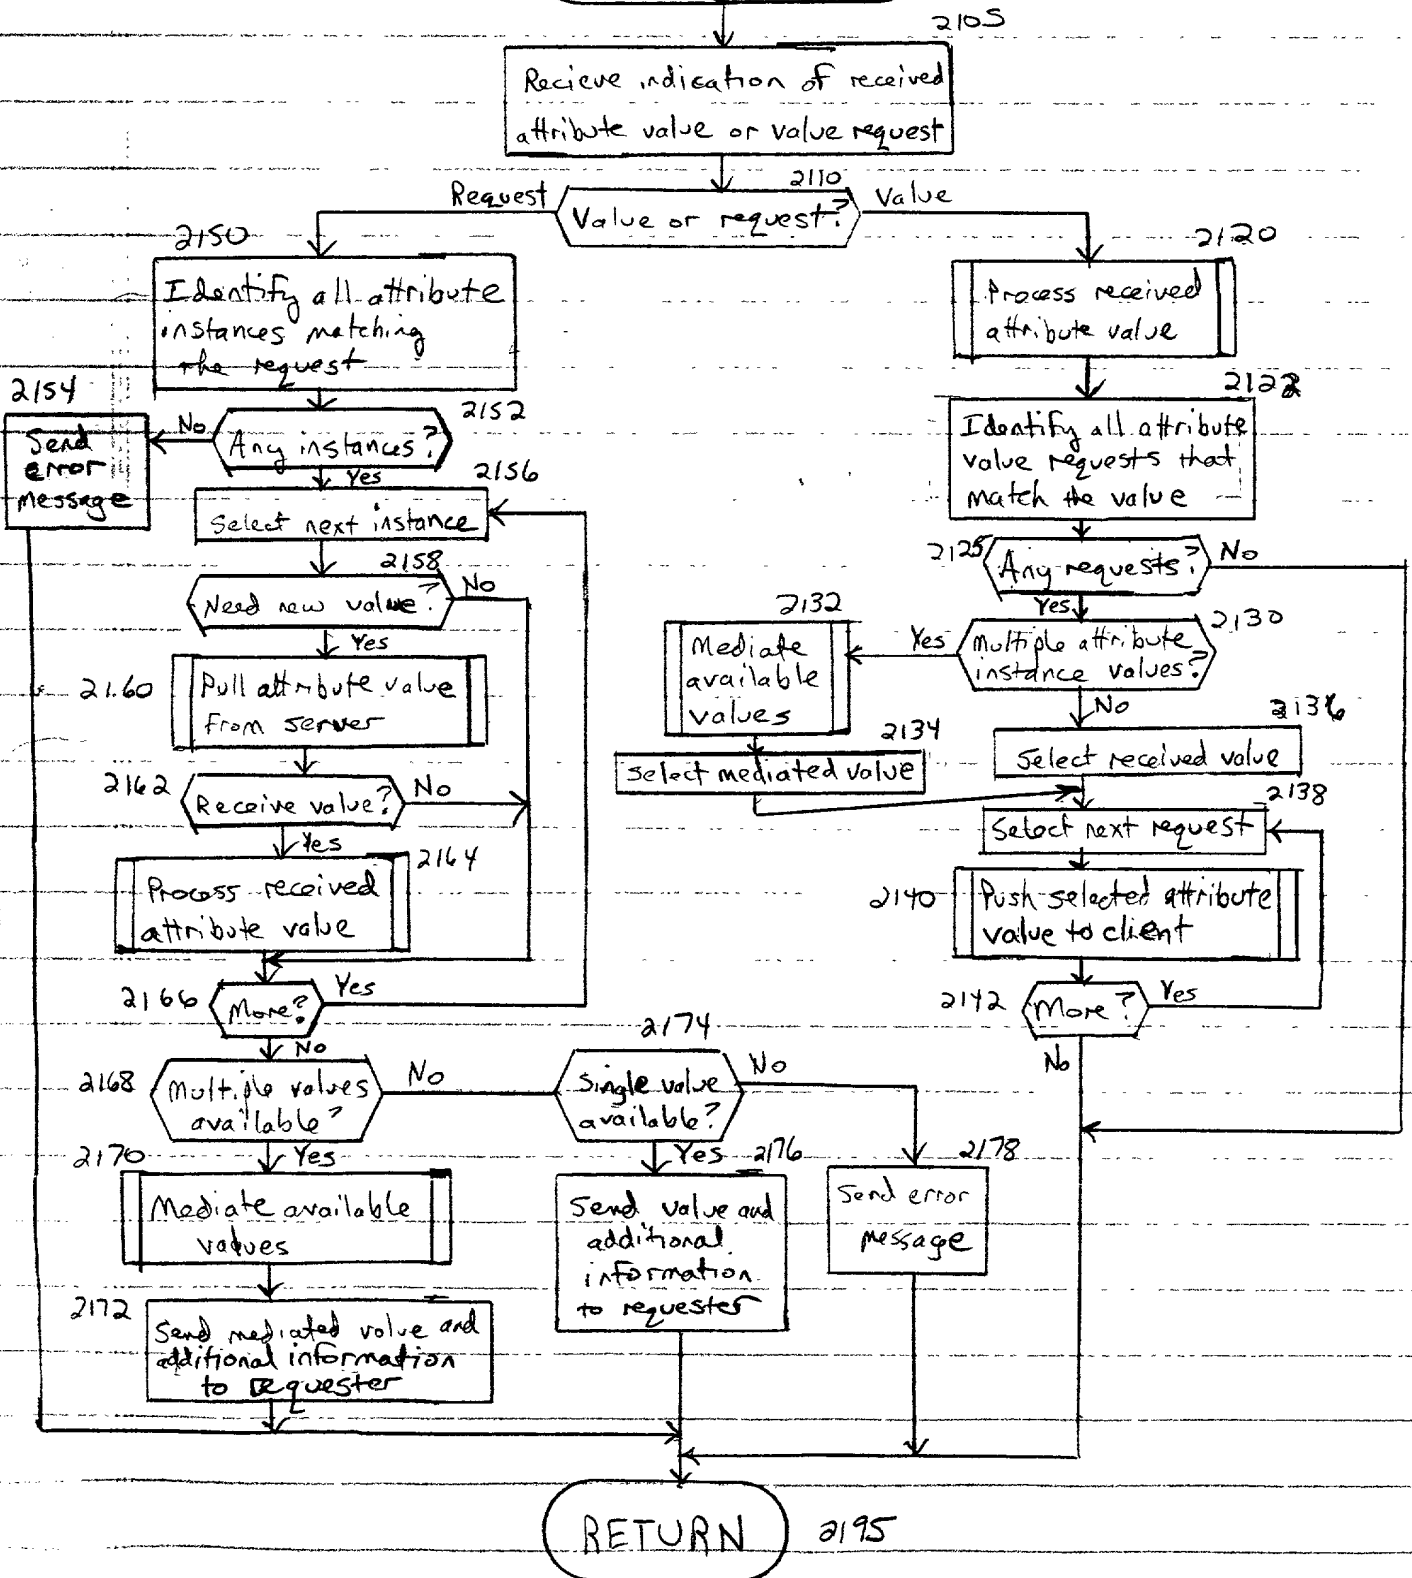 2105
Recieve indication of received
attribute value or value request
2110
Request
Value or request?
Value
2150
Identify all attribute
instances matching
the request
2154
Send
error
message
No
2152
Any instances?
Yes
2156
Select next instance
2158
Need new value?
No
Yes
2160
Pull attribute value
from server
2162
Receive value?
No
Yes
2164
Process received
attribute value
2166
More?
Yes
No
2168
Multiple values
available?
No
Yes
2170
Mediate available
values
2172
Send mediated value and
additional information
to requester
2174
Single value
available?
No
Yes
2176
Send value and
additional
information
to requester
2178
Send error
message
2120
Process received
attribute value
2122
Identify all attribute
value requests that
match the value
2125
Any requests?
No
Yes
2130
Multiple attribute
instance values?
Yes
No
2132
Mediate
available
values
2134
Select mediated value
2136
Select received value
2138
Select next request
2140
Push selected attribute
value to client
2142
More?
Yes
No
RETURN
2195